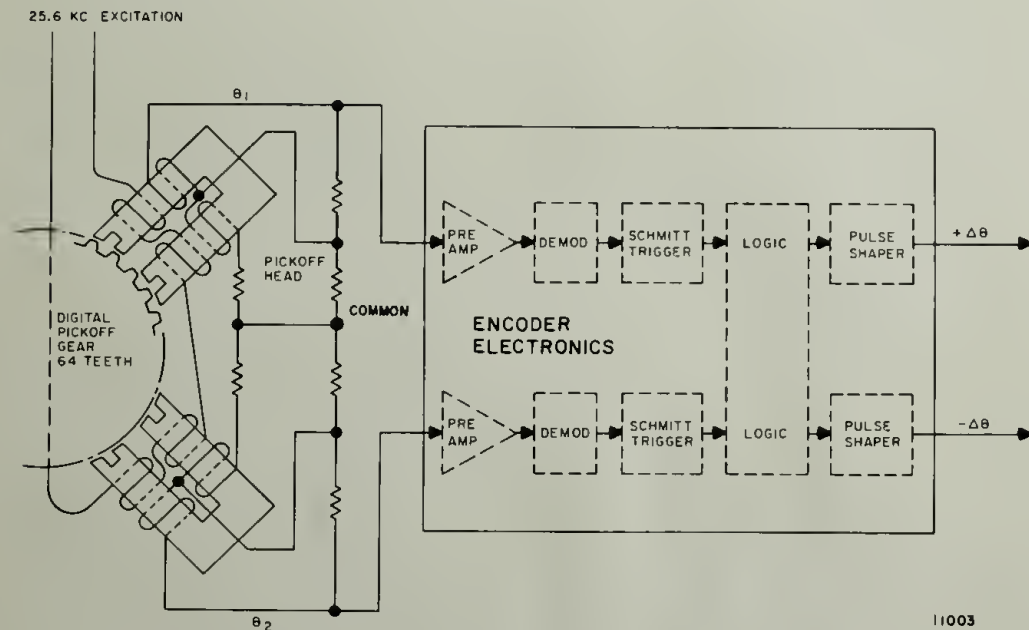 25.6 KC EXCITATION
θ1
PICKOFF
HEAD
COMMON
DIGITAL
PICKOFF
GEAR
64 TEETH
θ2
ENCODER
ELECTRONICS
PRE
AMP
DEMOD
SCHMITT
TRIGGER
LOGIC
PULSE
SHAPER
+ Δθ
PRE
AMP
DEMOD
SCHMITT
TRIGGER
LOGIC
PULSE
SHAPER
-Δθ
11003